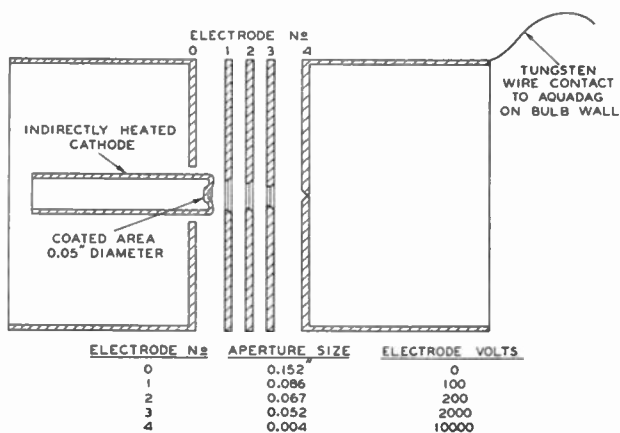 ELECTRODE Nº
0 1 2 3 4
TUNGSTEN
WIRE CONTACT
TO AQUADAG
ON BULB WALL
INDIRECTLY HEATED
CATHODE
COATED AREA
0.05" DIAMETER
ELECTRODE Nº APERTURE SIZE ELECTRODE VOLTS
0 0.152" 0
1 0.086 100
2 0.067 200
3 0.052 2000
4 0.004 10000